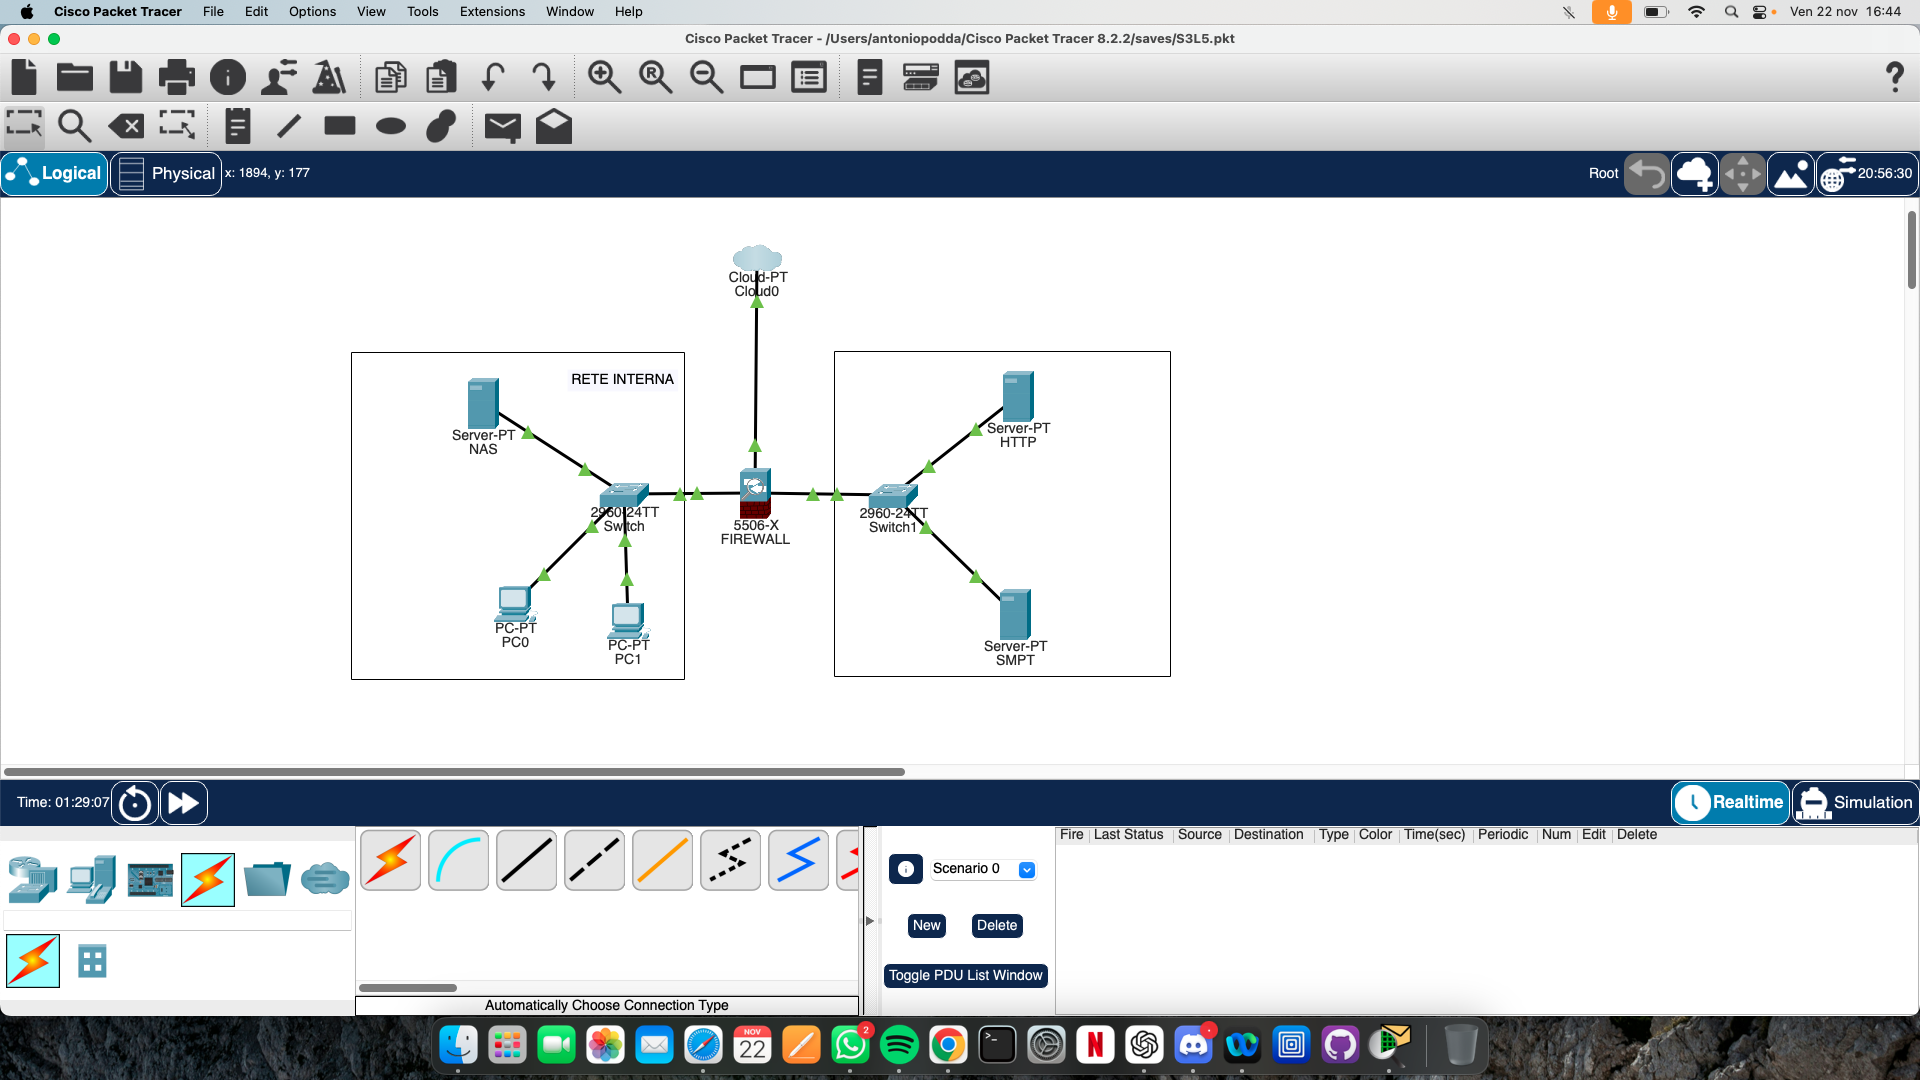 Cisco Packet Tracer File Edit Options View Tools Extensions Window Help Ven 22 nov 16:44
Cisco Packet Tracer - /Users/antoniopodda/Cisco Packet Tracer 8.2.2/saves/S3L5.pkt
R
?
Logical Physical x: 1894, y: 177 Root 20:56:30
Cloud-PT
Cloud0
RETE INTERNA
Server-PT
NAS
Server-PT
HTTP
2960-24TT
Switch
5506-X
FIREWALL
2960-24TT
Switch1
PC-PT
PC0
PC-PT
PC1
Server-PT
SMPT
Time: 01:29:07 Realtime Simulation
Fire Last Status Source Destination Type Color Time(sec) Periodic Num Edit Delete
Scenario 0
New Delete
Toggle PDU List Window
Automatically Choose Connection Type
NOV
22
2
N